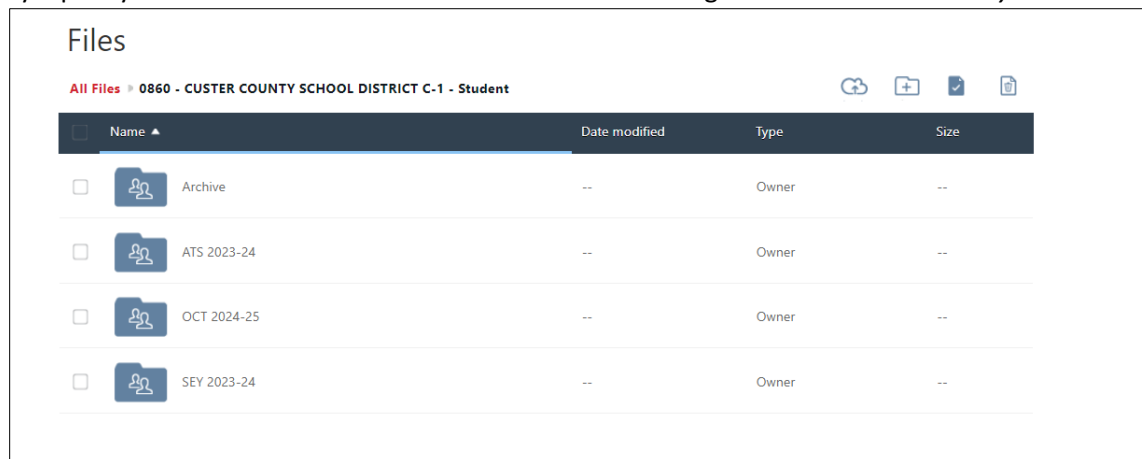 Files
All Files » 0860 - CUSTER COUNTY SCHOOL DISTRICT C-1 - Student
Name ▲ Date modified Type Size
Archive -- Owner --
ATS 2023-24 -- Owner --
OCT 2024-25 -- Owner --
SEY 2023-24 -- Owner --